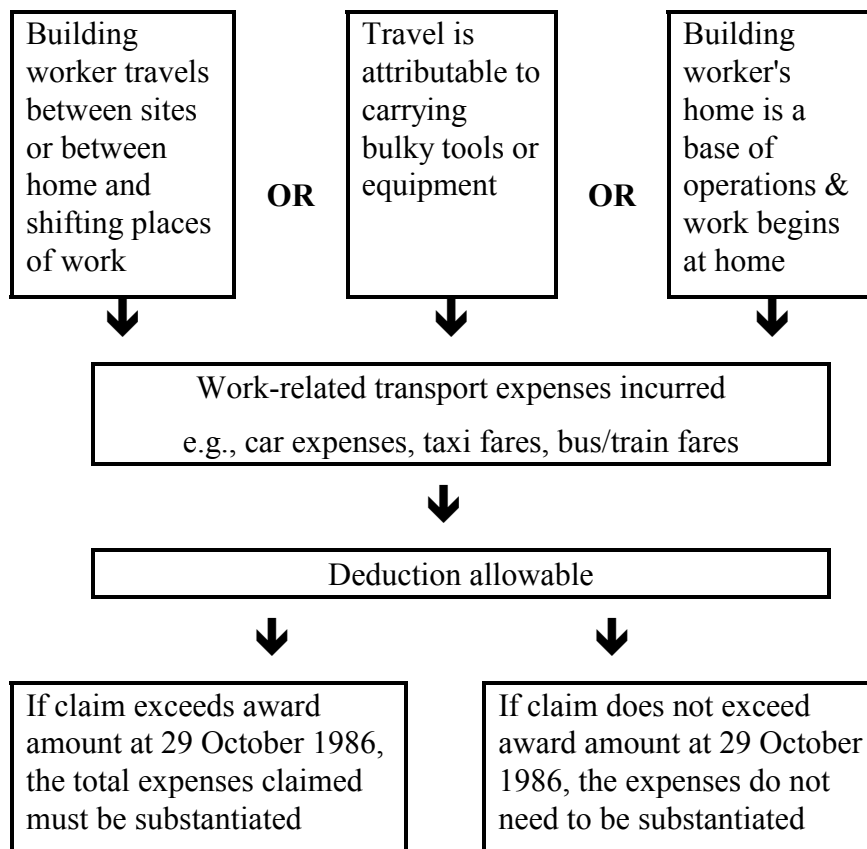 Building
worker travels
between sites
or between
home and
shifting places
of work
OR
Travel is
attributable to
carrying
bulky tools or
equipment
OR
Building
worker's
home is a
base of
operations &
work begins
at home
Work-related transport expenses incurred
e.g., car expenses, taxi fares, bus/train fares
Deduction allowable
If claim exceeds award
amount at 29 October 1986,
the total expenses claimed
must be substantiated
If claim does not exceed
award amount at 29 October
1986, the expenses do not
need to be substantiated